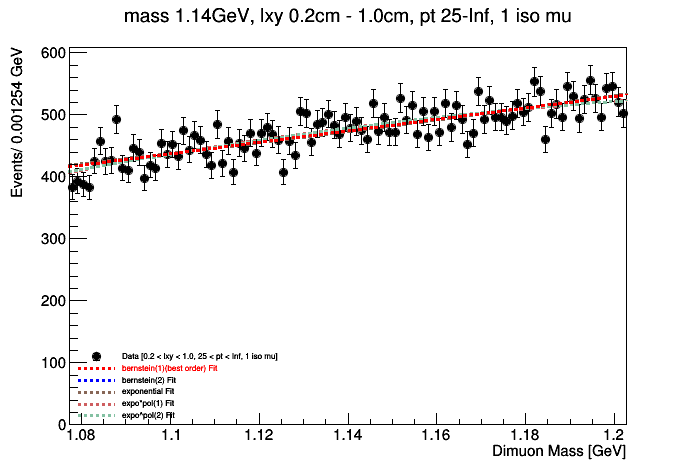 mass 1.14GeV, lxy 0.2cm - 1.0cm, pt 25-Inf, 1 iso mu
Events/ 0.001254 GeV
600
500
400
300
200
100
0
Data [0.2 < lxy < 1.0, 25 < pt < Inf, 1 iso mu]
bernstein(1)(best order) Fit
bernstein(2) Fit
exponential Fit
expo*pol(1) Fit
expo*pol(2) Fit
1.08 1.1 1.12 1.14 1.16 1.18 1.2
Dimuon Mass [GeV]